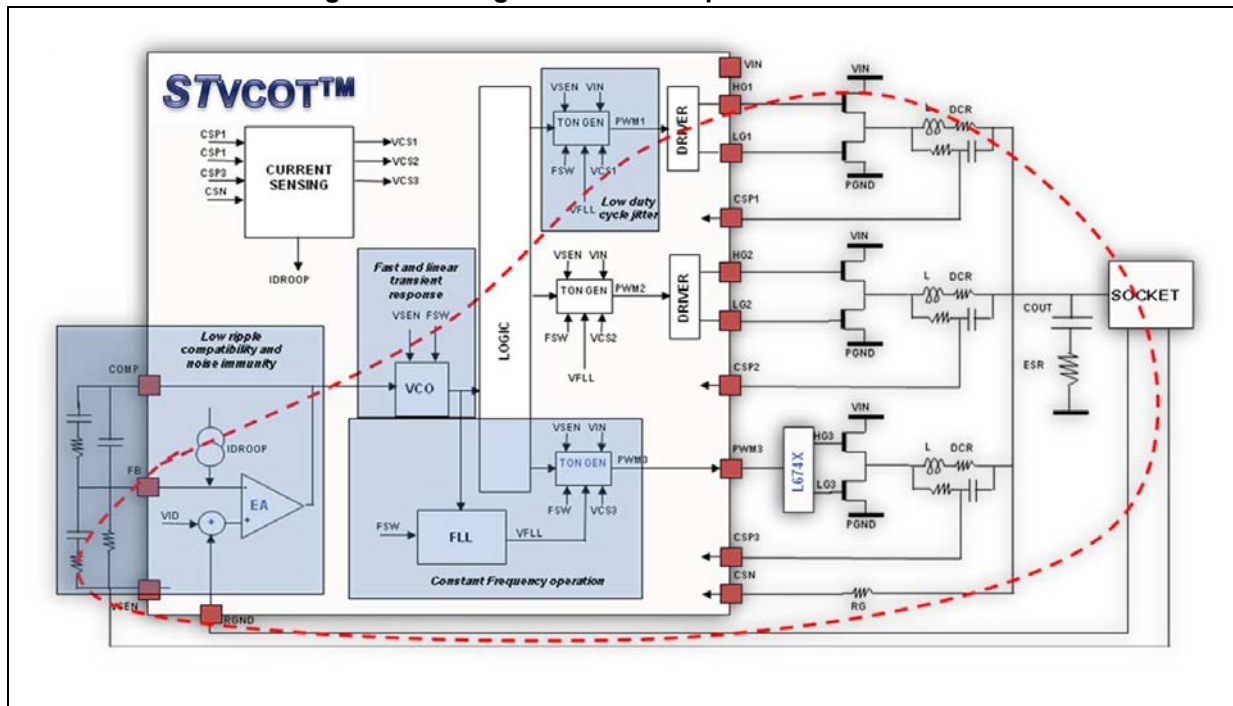 STVCOT™
CSP1
CSP1
CSP3
CSN
CURRENT
SENSING
VCS1
VCS2
VCS3
IDROOP
Fast and linear
transient
response
VSEN FSW
VCO
LOGIC
VSEN VIN
TON GEN
PWM1
FSW
VCS1
VFLL
Low duty
cycle jitter
DRIVER
VSEN VIN
TON GEN
PWM2
FSW
VCS2
VFLL
DRIVER
VSEN VIN
TON GEN
PWM3
FSW
VCS3
FSW
FLL
VFLL
Constant Frequency operation
Low ripple
compatibility and
noise immunity
COMP
IDROOP
FB
EA
VID
+
-
+
VSEN
RGND
VIN
HG1
LG1
CSP1
HG2
LG2
CSP2
PWM3
CSP3
CSN
VIN
L DCR
PGND
VIN
L DCR
PGND
L674X
HG3
LG3
VIN
L DCR
PGND
RG
COUT
ESR
SOCKET